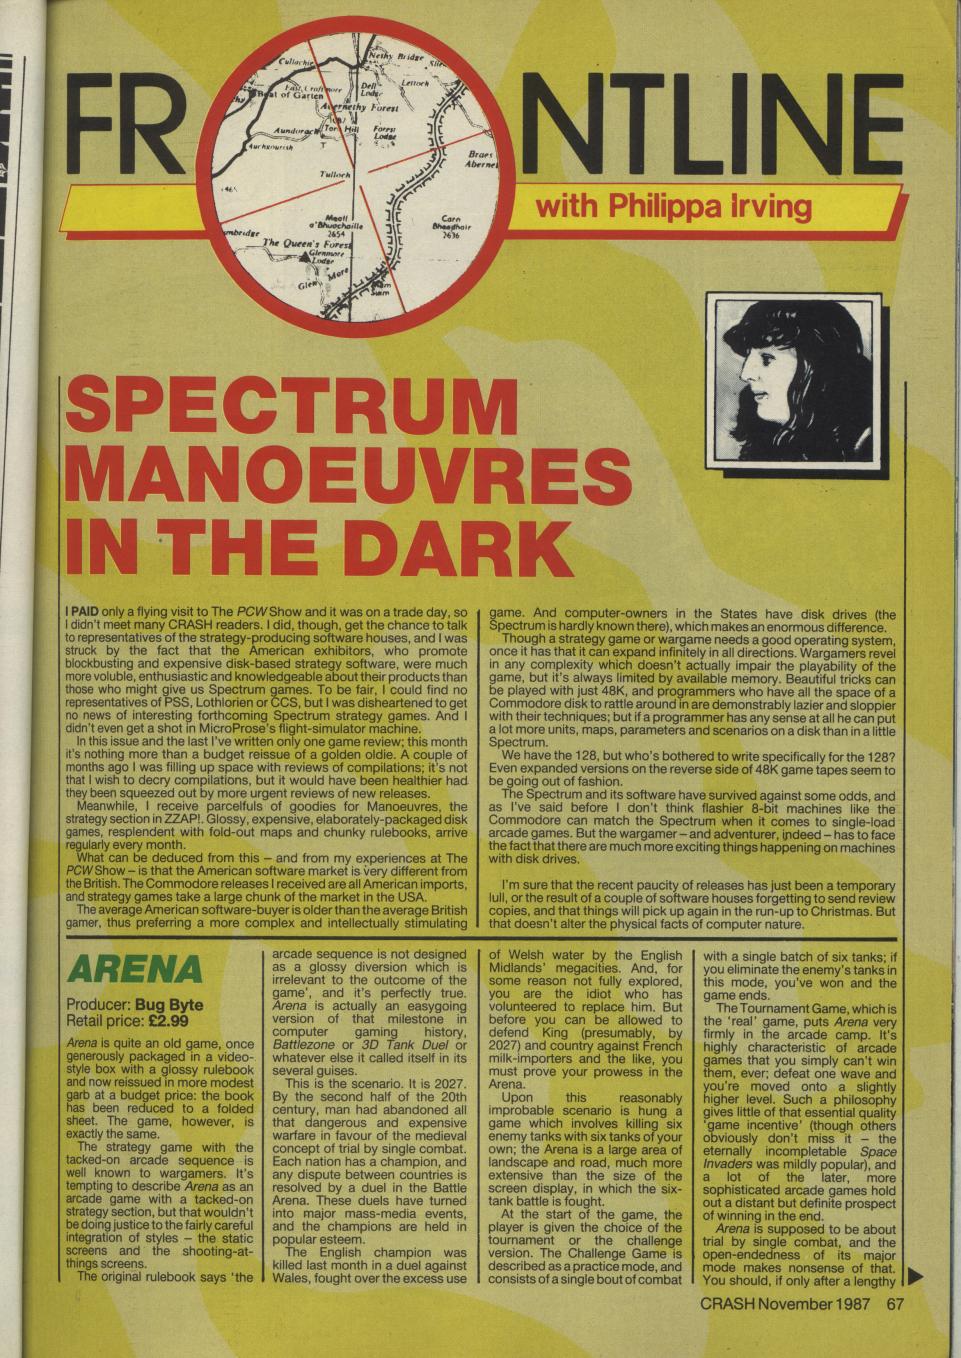 FR NTLINE
with Philippa Irving
Cullachie
Nethy Bridge
Boat of Garten
Dell
Lodge
Lettoch
Abernethy Forest
Aundorach
Torr Hill
Forest
Lodge
Auchgourish
T
Tulloch
Braes
Meall
a'Bhuachaille
2654
Carn
Bheadhair
2636
The Queen's Forest
Glenmore
Lodge
Glen More
SPECTRUM
MANOEUVRES
IN THE DARK
I PAID only a flying visit to The PCW Show and it was on a trade day, so
I didn't meet many CRASH readers. I did, though, get the chance to talk
to representatives of the strategy-producing software houses, and I was
struck by the fact that the American exhibitors, who promote
blockbusting and expensive disk-based strategy software, were much
more voluble, enthusiastic and knowledgeable about their products than
those who might give us Spectrum games. To be fair, I could find no
representatives of PSS, Lothlorien or CCS, but I was disheartened to get
no news of interesting forthcoming Spectrum strategy games. And I
didn't even get a shot in MicroProse's flight-simulator machine.
In this issue and the last I've written only one game review; this month
it's nothing more than a budget reissue of a golden oldie. A couple of
months ago I was filling up space with reviews of compilations; it's not
that I wish to decry compilations, but it would have been healthier had
they been squeezed out by more urgent reviews of new releases.
Meanwhile, I receive parcelfuls of goodies for Manoeuvres, the
strategy section in ZZAP!. Glossy, expensive, elaborately-packaged disk
games, resplendent with fold-out maps and chunky rulebooks, arrive
regularly every month.
What can be deduced from this – and from my experiences at The
PCW Show – is that the American software market is very different from
the British. The Commodore releases I received are all American imports,
and strategy games take a large chunk of the market in the USA.
The average American software-buyer is older than the average British
gamer, thus preferring a more complex and intellectually stimulating
game. And computer-owners in the States have disk drives (the
Spectrum is hardly known there), which makes an enormous difference.
Though a strategy game or wargame needs a good operating system,
once it has that it can expand infinitely in all directions. Wargamers revel
in any complexity which doesn't actually impair the playability of the
game, but it's always limited by available memory. Beautiful tricks can
be played with just 48K, and programmers who have all the space of a
Commodore disk to rattle around in are demonstrably lazier and sloppier
with their techniques; but if a programmer has any sense at all he can put
a lot more units, maps, parameters and scenarios on a disk than in a little
Spectrum.
We have the 128, but who's bothered to write specifically for the 128?
Even expanded versions on the reverse side of 48K game tapes seem to
be going out of fashion.
The Spectrum and its software have survived against some odds, and
as I've said before I don't think flashier 8-bit machines like the
Commodore can match the Spectrum when it comes to single-load
arcade games. But the wargamer – and adventurer, indeed – has to face
the fact that there are much more exciting things happening on machines
with disk drives.
I'm sure that the recent paucity of releases has just been a temporary
lull, or the result of a couple of software houses forgetting to send review
copies, and that things will pick up again in the run-up to Christmas. But
that doesn't alter the physical facts of computer nature.
ARENA
Producer: Bug Byte
Retail price: £2.99
Arena is quite an old game, once
generously packaged in a video-
style box with a glossy rulebook
and now reissued in more modest
garb at a budget price: the book
has been reduced to a folded
sheet. The game, however, is
exactly the same.
The strategy game with the
tacked-on arcade sequence is
well known to wargamers. It's
tempting to describe Arena as an
arcade game with a tacked-on
strategy section, but that wouldn't
be doing justice to the fairly careful
integration of styles – the static
screens and the shooting-at-
things screens.
The original rulebook says 'the
arcade sequence is not designed
as a glossy diversion which is
irrelevant to the outcome of the
game', and it's perfectly true.
Arena is actually an easygoing
version of that milestone in
computer gaming history,
Battlezone or 3D Tank Duel or
whatever else it called itself in its
several guises.
This is the scenario. It is 2027.
By the second half of the 20th
century, man had abandoned all
that dangerous and expensive
warfare in favour of the medieval
concept of trial by single combat.
Each nation has a champion, and
any dispute between countries is
resolved by a duel in the Battle
Arena. These duels have turned
into major mass-media events,
and the champions are held in
popular esteem.
The English champion was
killed last month in a duel against
Wales, fought over the excess use
of Welsh water by the English
Midlands' megacities. And, for
some reason not fully explored,
you are the idiot who has
volunteered to replace him. But
before you can be allowed to
defend King (presumably, by
2027) and country against French
milk-importers and the like, you
must prove your prowess in the
Arena.
Upon this reasonably
improbable scenario is hung a
game which involves killing six
enemy tanks with six tanks of your
own; the Arena is a large area of
landscape and road, much more
extensive than the size of the
screen display, in which the six-
tank battle is fought.
At the start of the game, the
player is given the choice of the
tournament or the challenge
version. The Challenge Game is
described as a practice mode, and
consists of a single bout of combat
with a single batch of six tanks; if
you eliminate the enemy's tanks in
this mode, you've won and the
game ends.
The Tournament Game, which is
the 'real' game, puts Arena very
firmly in the arcade camp. It's
highly characteristic of arcade
games that you simply can't win
them, ever; defeat one wave and
you're moved onto a slightly
higher level. Such a philosophy
gives little of that essential quality
'game incentive' (though others
obviously don't miss it – the
eternally incompletable Space
Invaders was mildly popular), and
a lot of the later, more
sophisticated arcade games hold
out a distant but definite prospect
of winning in the end.
Arena is supposed to be about
trial by single combat, and the
open-endedness of its major
mode makes nonsense of that.
You should, if only after a lengthy
CRASH November 1987 67